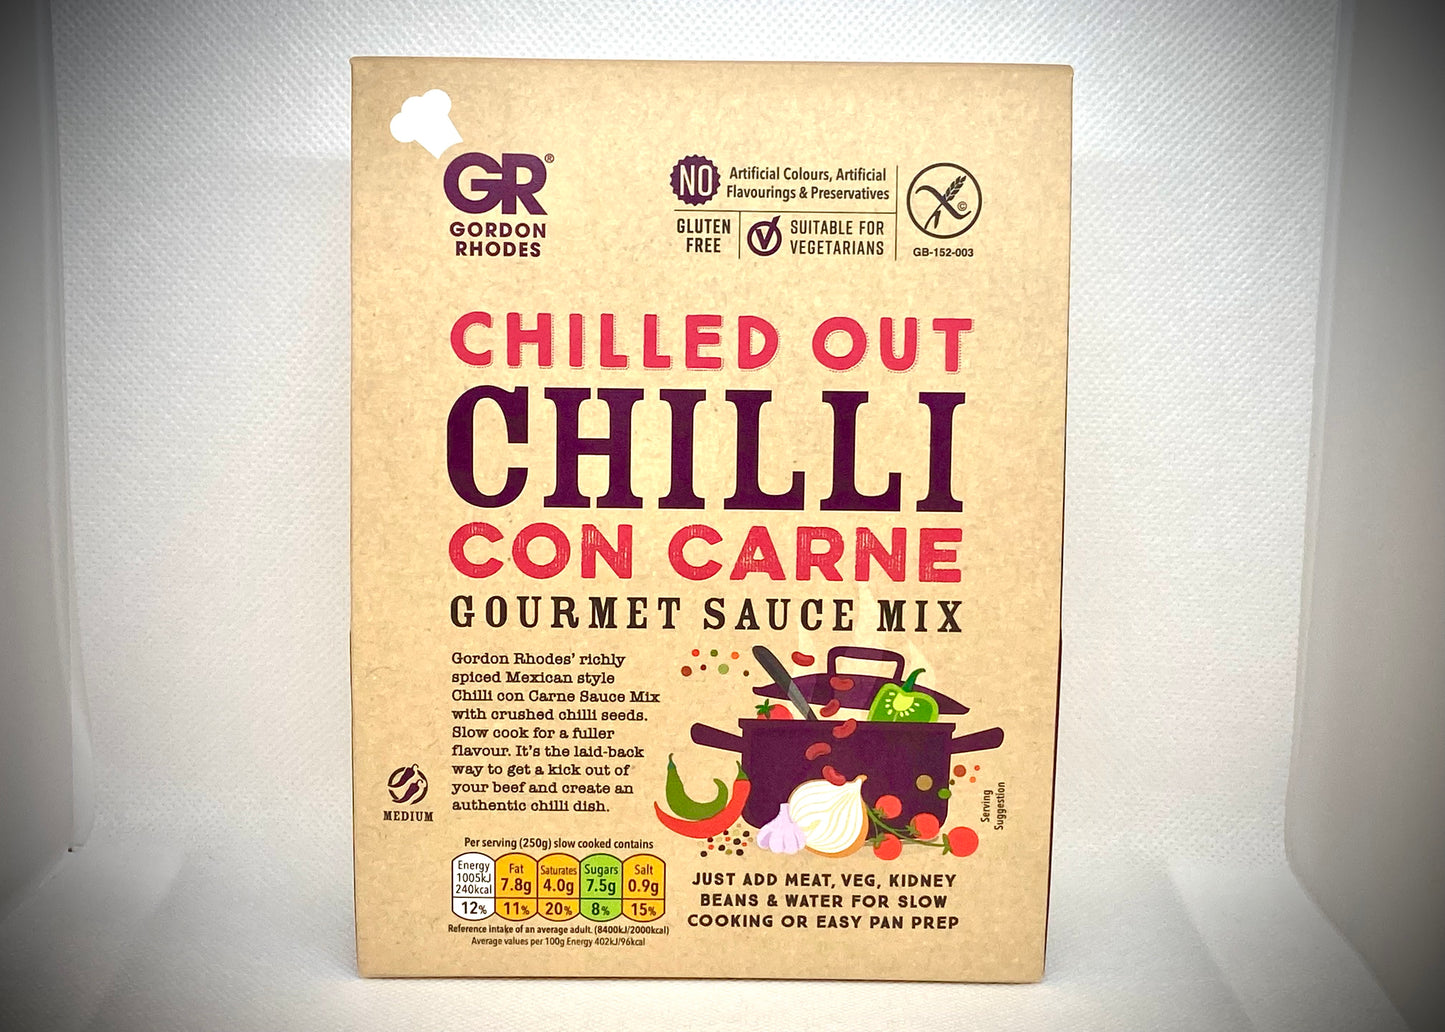 GR®
GORDON
RHODES
NO
Artificial Colours, Artificial
Flavourings & Preservatives
GLUTEN
FREE
V
SUITABLE FOR
VEGETARIANS
©
GB-152-003
CHILLED OUT
CHILLI
CON CARNE
GOURMET SAUCE MIX
Gordon Rhodes' richly
spiced Mexican style
Chilli con Carne Sauce Mix
with crushed chilli seeds.
Slow cook for a fuller
flavour. It's the laid-back
way to get a kick out of
your beef and create an
authentic chilli dish.
MEDIUM
Serving
Suggestion
Per serving (250g) slow cooked contains
Energy
1005kJ
240kcal
12%
Fat
7.8g
11%
Saturates
4.0g
20%
Sugars
7.5g
8%
Salt
0.9g
15%
Reference intake of an average adult. (8400kJ/2000kcal)
Average values per 100g Energy 402kJ/96kcal
JUST ADD MEAT, VEG, KIDNEY
BEANS & WATER FOR SLOW
COOKING OR EASY PAN PREP